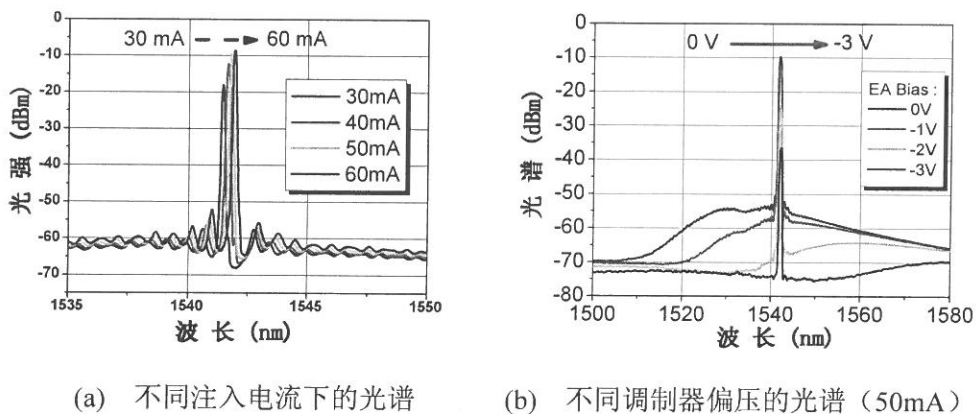 30 mA 60 mA
0
-10
-20
-30
-40
-50
-60
-70
光 强 (dBm)
30mA
40mA
50mA
60mA
1535 1540 1545 1550
波 长 (nm)
0 V -3 V
0
-10
-20
-30
-40
-50
-60
-70
-80
光 谱 (dBm)
EA Bias :
0V
-1V
-2V
-3V
1500 1520 1540 1560 1580
波 长 (nm)
(a) 不同注入电流下的光谱
(b) 不同调制器偏压的光谱（50mA）